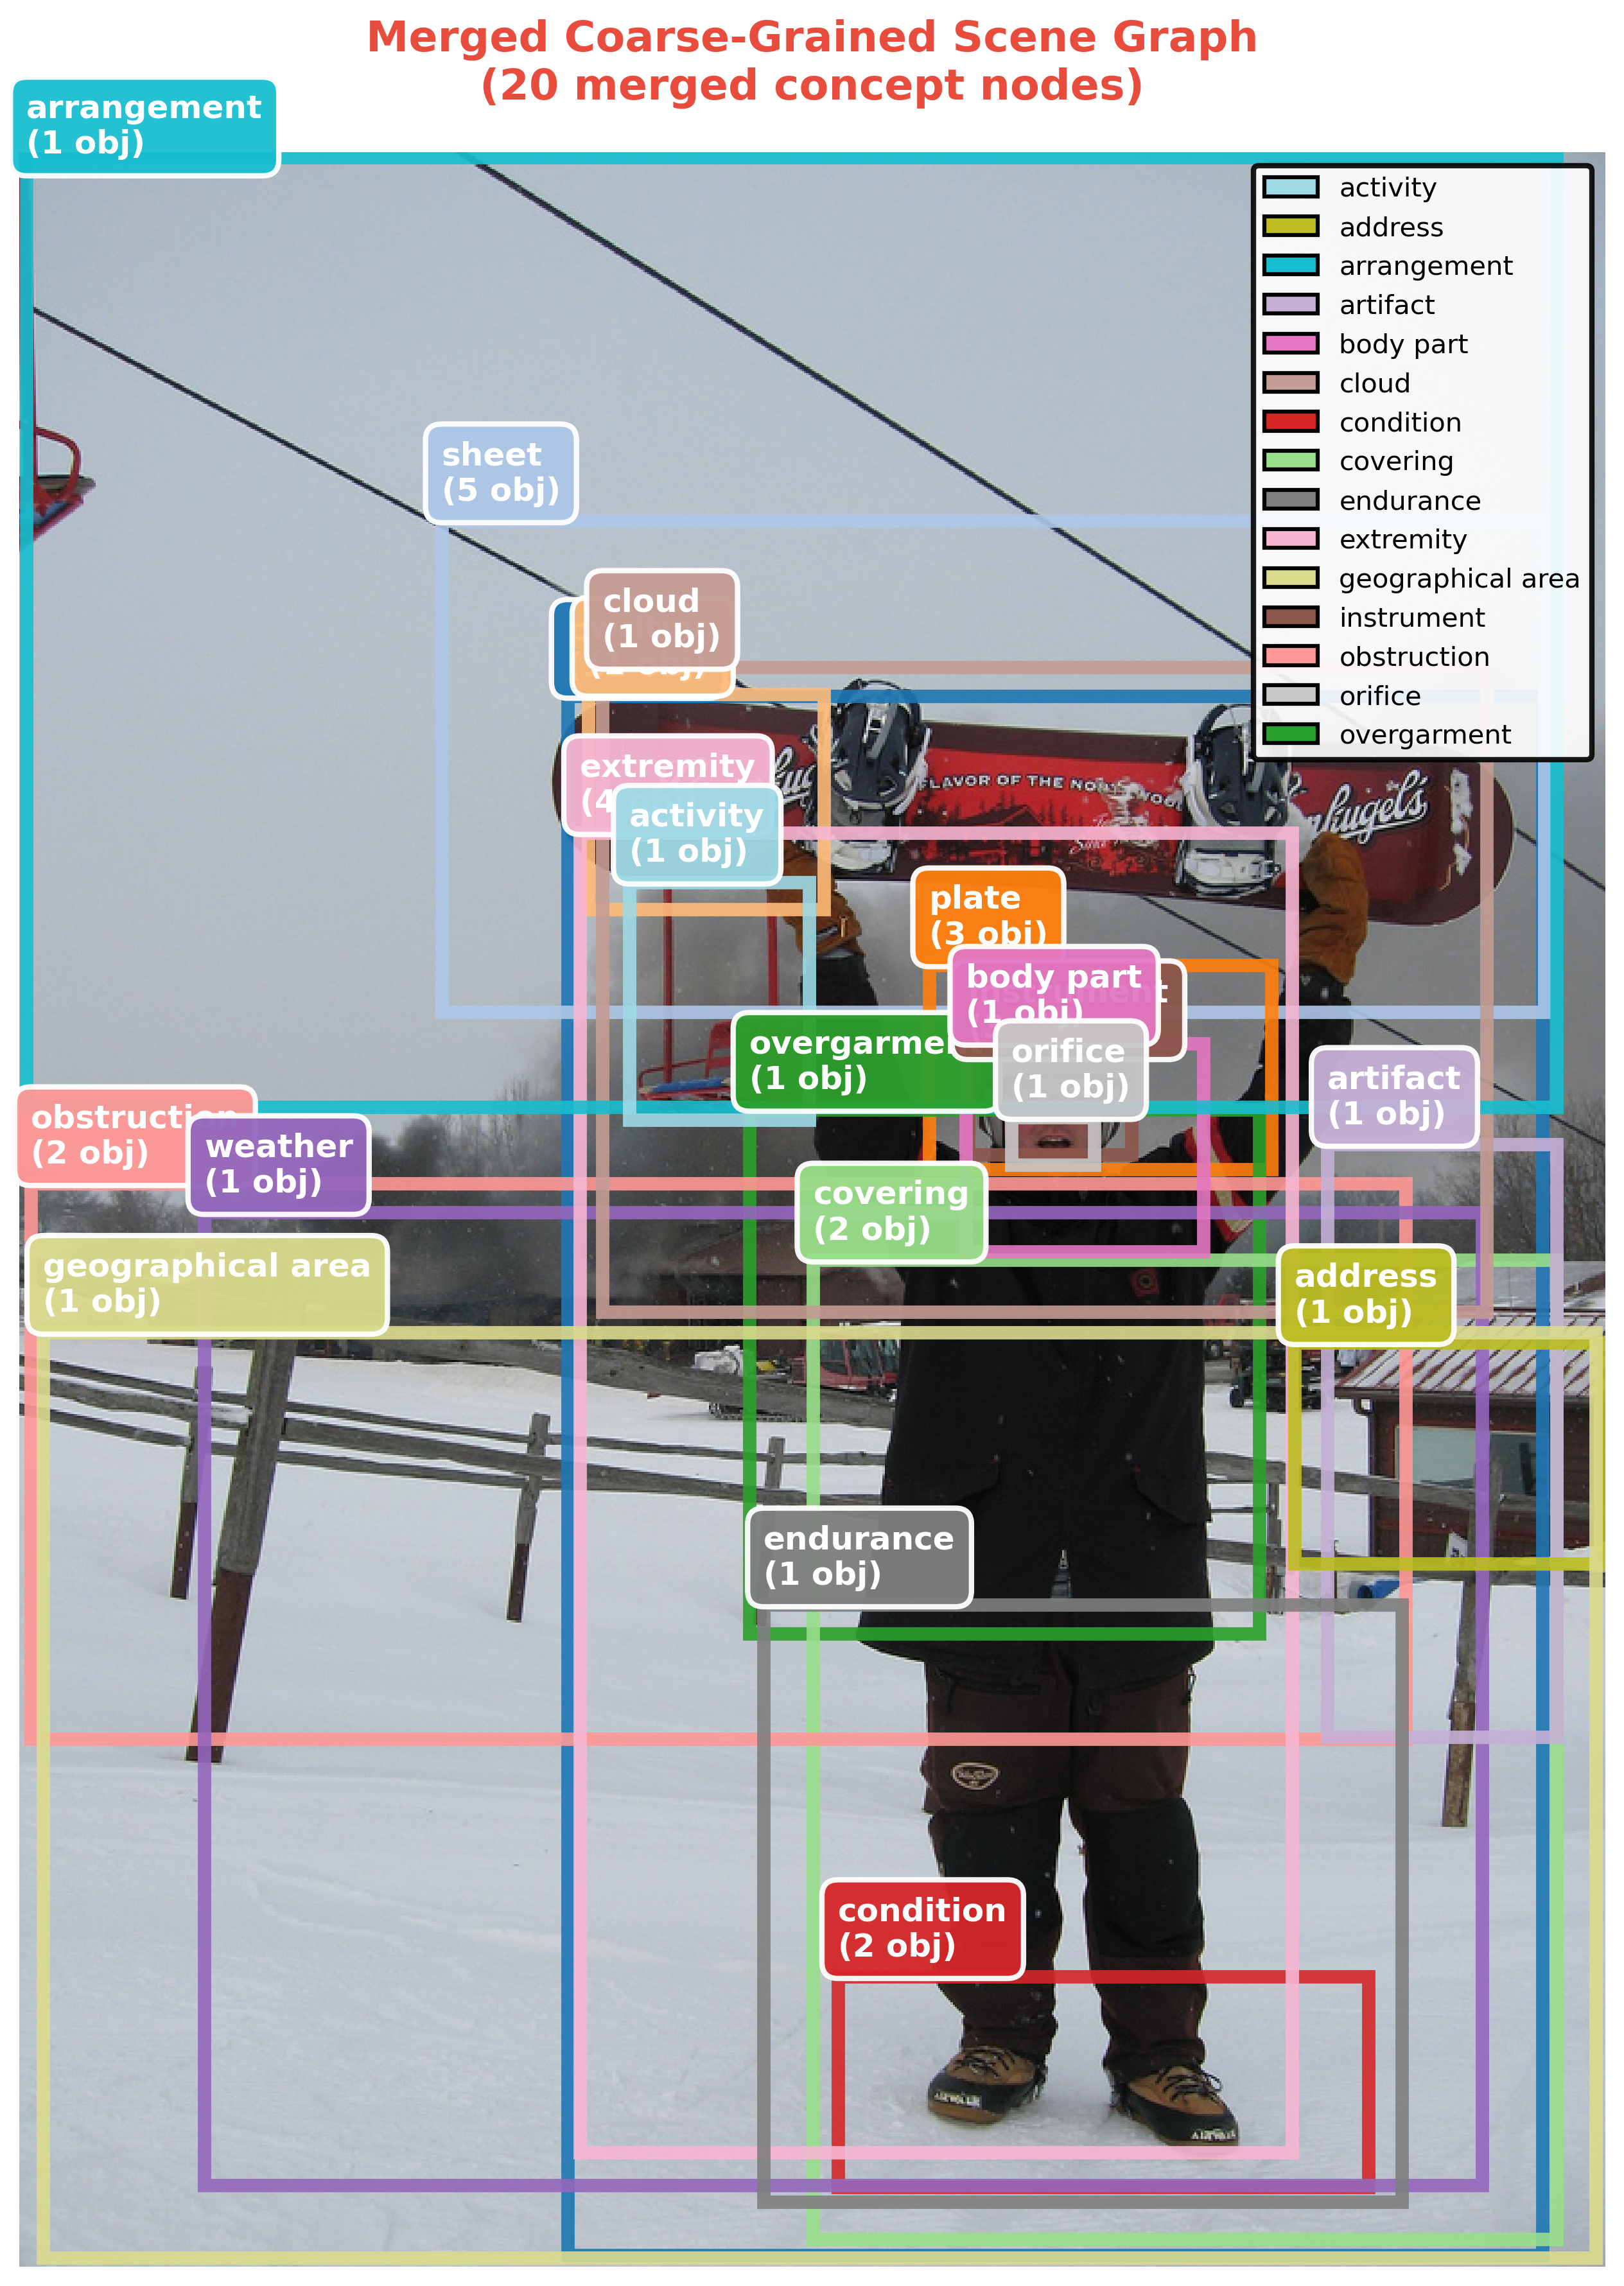 Merged Coarse-Grained Scene Graph
(20 merged concept nodes)
arrangement
(1 obj)
activity
address
arrangement
artifact
body part
cloud
condition
covering
endurance
extremity
geographical area
instrument
obstruction
orifice
overgarment
sheet
(5 obj)
cloud
(1 obj)
extremity
(4
activity
(1 obj)
FLAVOR OF THE
plate
(3 obj)
body part
(1 obj)
overgarme
(1 obj)
orifice
(1 obj)
artifact
(1 obj)
obstruction
(2 obj)
weather
(1 obj)
covering
(2 obj)
geographical area
(1 obj)
address
(1 obj)
endurance
(1 obj)
condition
(2 obj)
AIRWALK
AIRWALK